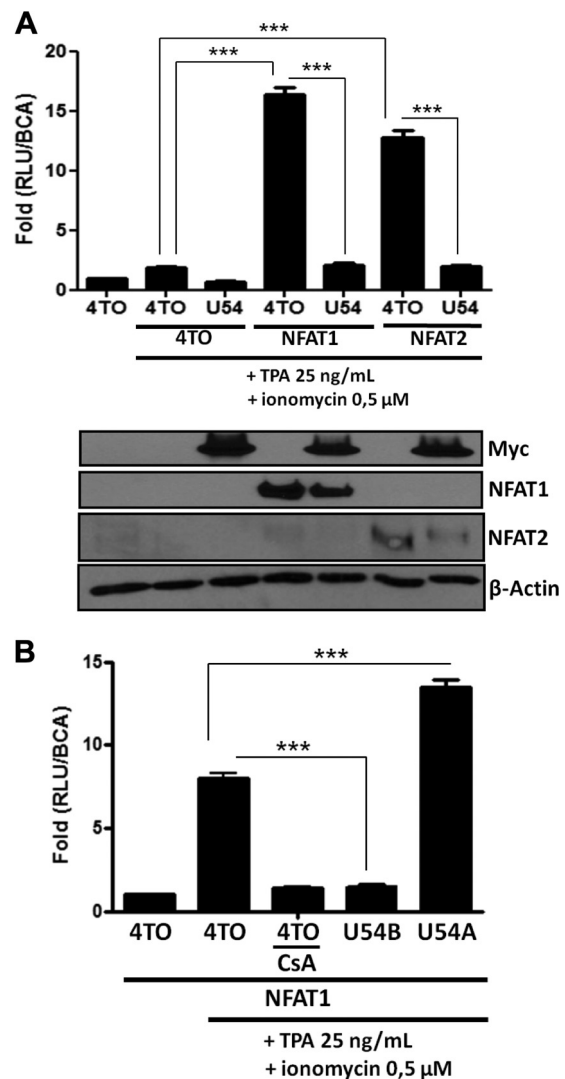 A
***
***
***
***
Fold (RLU/BCA)
20
15
10
5
0
4TO 4TO U54 4TO U54 4TO U54
4TO NFAT1 NFAT2
+ TPA 25 ng/mL
+ ionomycin 0,5 µM
Myc
NFAT1
NFAT2
β-Actin
B
***
***
Fold (RLU/BCA)
15
10
5
0
4TO 4TO 4TO U54B U54A
CsA
NFAT1
+ TPA 25 ng/mL
+ ionomycin 0,5 µM